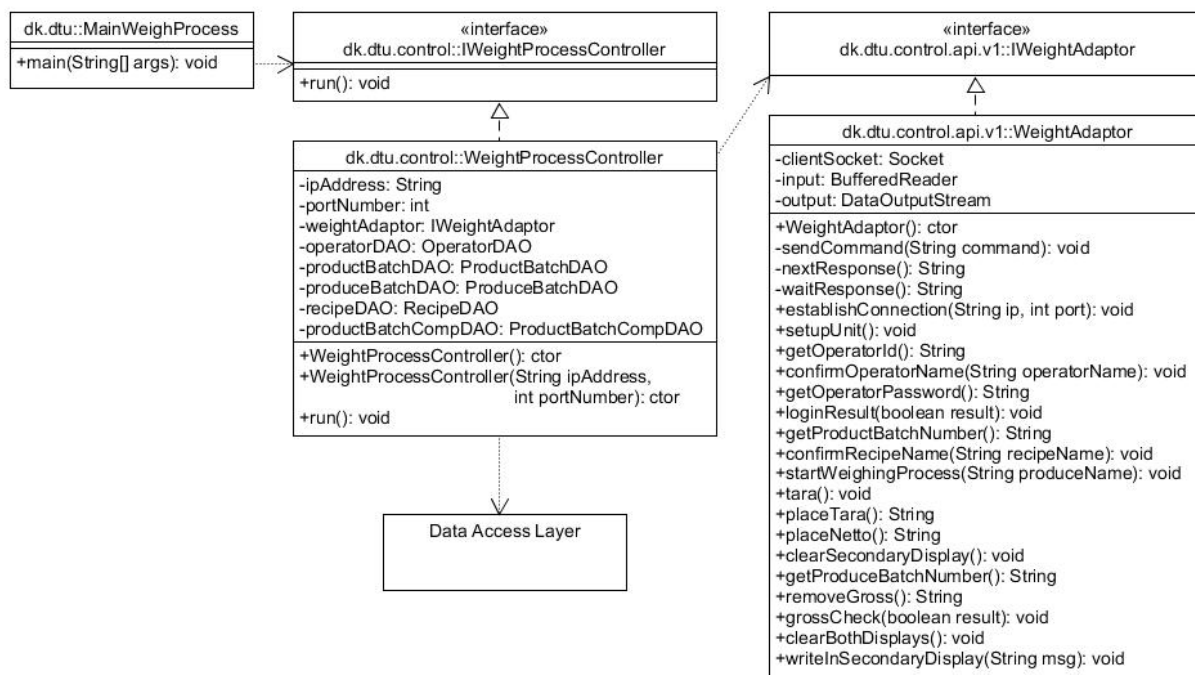 dk.dtu::MainWeighProcess
+main(String[] args): void
«interface»
dk.dtu.control::IWeightProcessController
+run(): void
«interface»
dk.dtu.control.api.v1::IWeightAdaptor
dk.dtu.control::WeightProcessController
-ipAddress: String
-portNumber: int
-weightAdaptor: IWeightAdaptor
-operatorDAO: OperatorDAO
-productBatchDAO: ProductBatchDAO
-produceBatchDAO: ProduceBatchDAO
-recipeDAO: RecipeDAO
-productBatchCompDAO: ProductBatchCompDAO
+WeightProcessController(): ctor
+WeightProcessController(String ipAddress,
int portNumber): ctor
+run(): void
Data Access Layer
dk.dtu.control.api.v1::WeightAdaptor
-clientSocket: Socket
-input: BufferedReader
-output: DataOutputStream
+WeightAdaptor(): ctor
-sendCommand(String command): void
-nextResponse(): String
-waitResponse(): String
+establishConnection(String ip, int port): void
+setupUnit(): void
+getOperatorId(): String
+confirmOperatorName(String operatorName): void
+getOperatorPassword(): String
+loginResult(boolean result): void
+getProductBatchNumber(): String
+confirmRecipeName(String recipeName): void
+startWeighingProcess(String produceName): void
+tara(): void
+placeTara(): String
+placeNetto(): String
+clearSecondaryDisplay(): void
+getProduceBatchNumber(): String
+removeGross(): String
+grossCheck(boolean result): void
+clearBothDisplays(): void
+writeInSecondaryDisplay(String msg): void